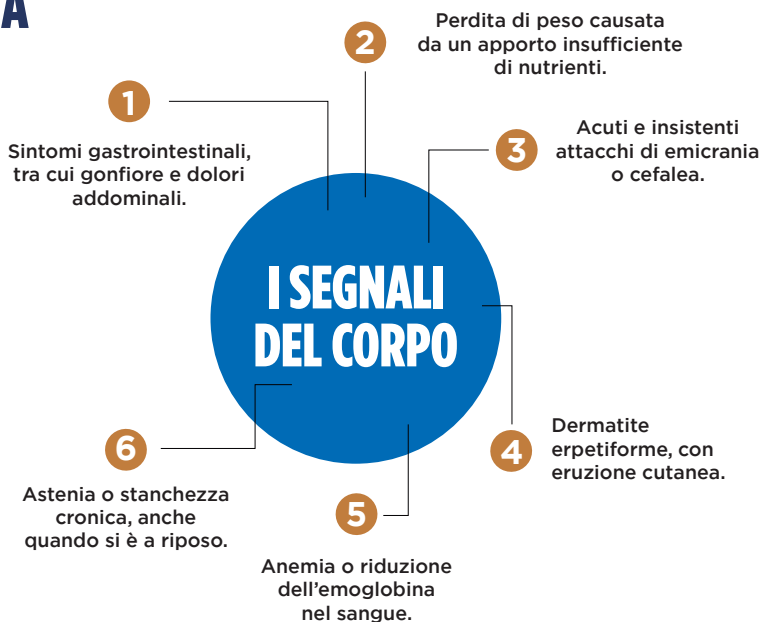 A
1
Sintomi gastrointestinali,
tra cui gonfiore e dolori
addominali.
2
Perdita di peso causata
da un apporto insufficiente
di nutrienti.
3
Acuti e insistenti
attacchi di emicrania
o cefalea.
I SEGNALI
DEL CORPO
4
Dermatite
erpetiforme, con
eruzione cutanea.
5
Anemia o riduzione
dell’emoglobina
nel sangue.
6
Astenia o stanchezza
cronica, anche
quando si è a riposo.